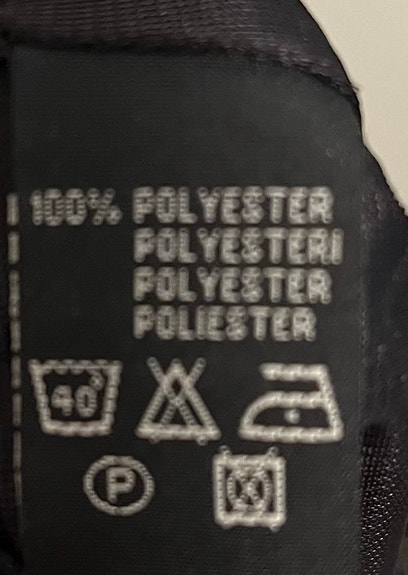 100% POLYESTER
POLYESTERI
POLYESTER
POLIESTER
40°
P